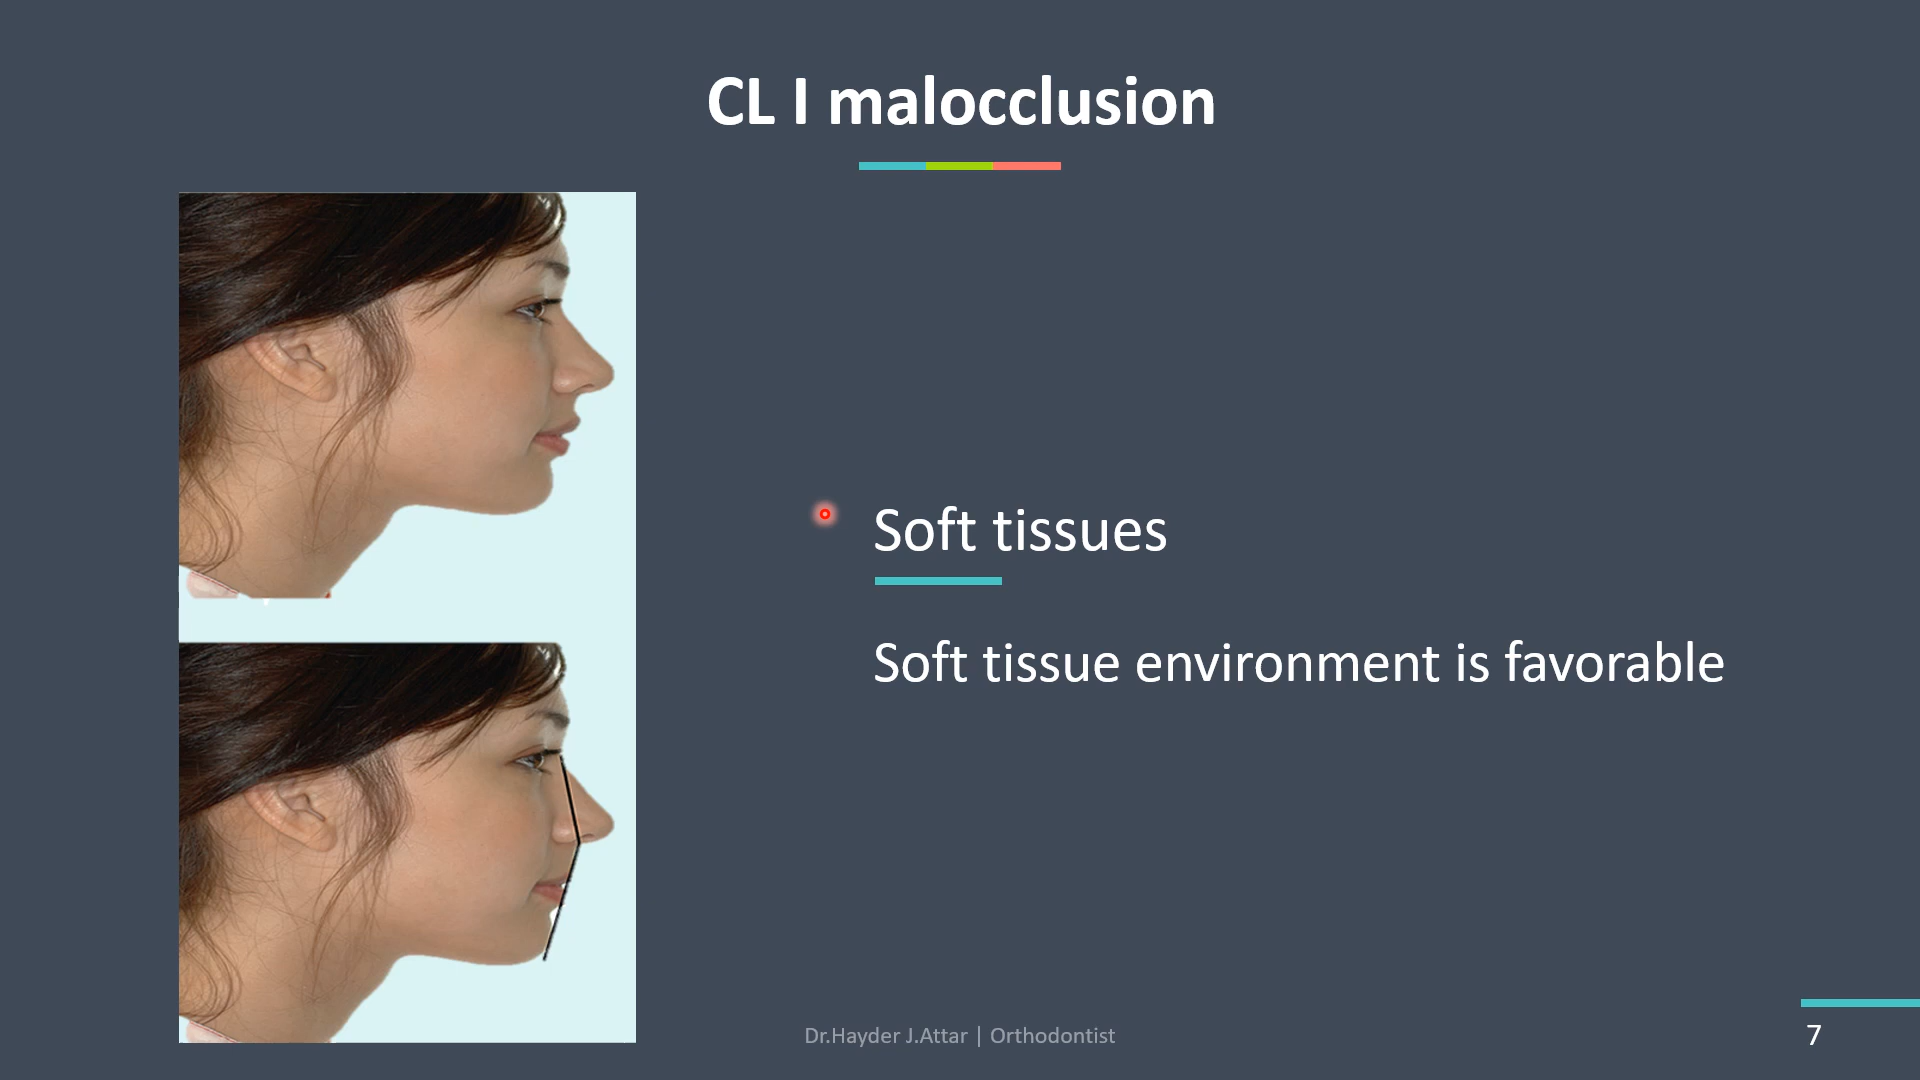 CL I malocclusion
Soft tissues
Soft tissue environment is favorable
Dr.Hayder J.Attar | Orthodontist
7